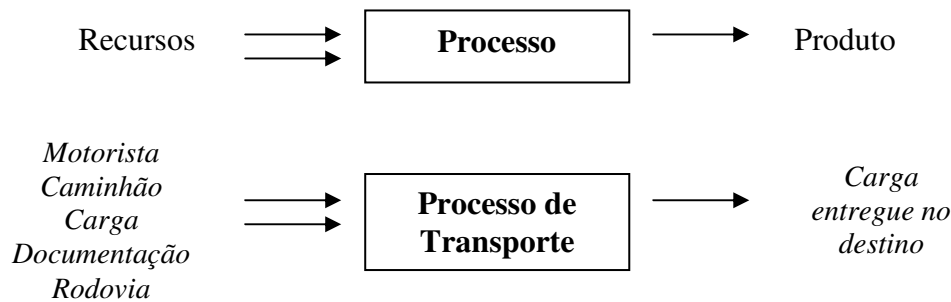 Recursos
Processo
Produto
Motorista
Caminhão
Carga
Documentação
Rodovia
Processo de
Transporte
Carga
entregue no
destino